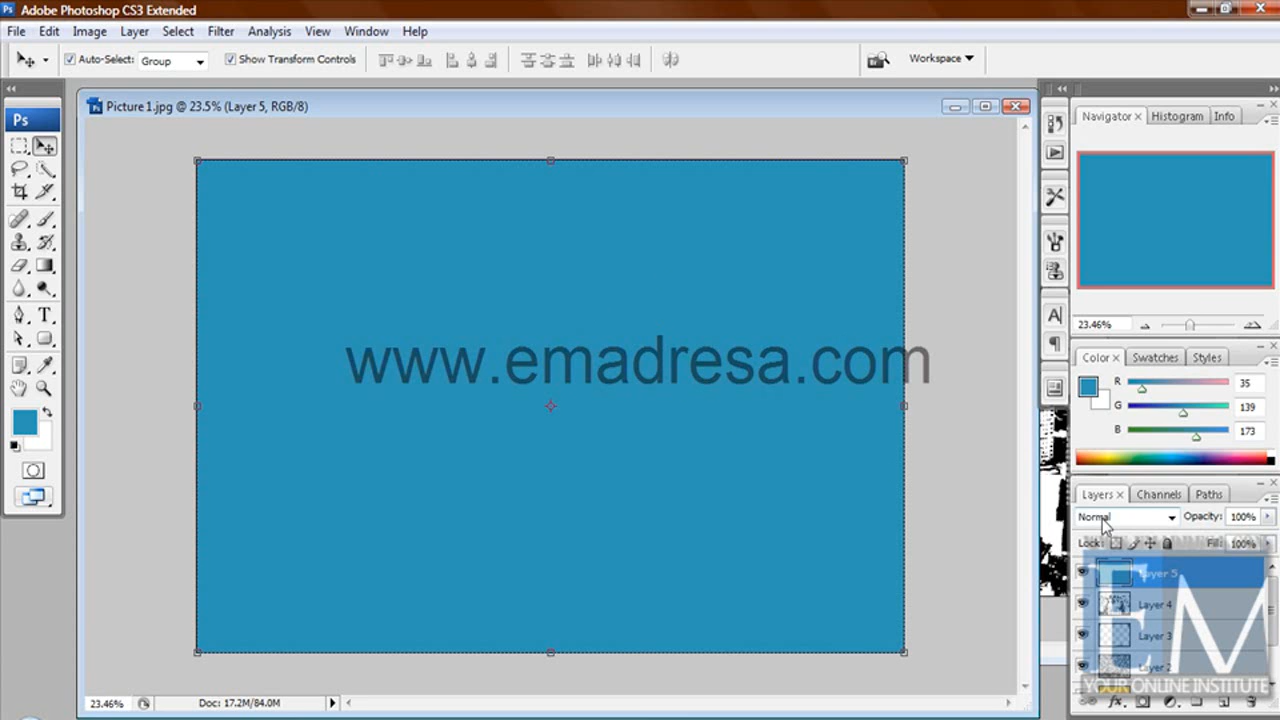 Adobe Photoshop CS3 Extended
File Edit Image Layer Select Filter Analysis View Window Help
Auto-Select: Group Show Transform Controls Workspace
Ps
Picture 1.jpg @ 23.5% (Layer 5, RGB/8)
Navigator Histogram Info
23.46%
www.emadresa.com
Color Swatches Styles
R 35
G 139
B 173
Layers Channels Paths
Normal Opacity: 100%
Lock: Fill: 100%
Layer 5
Layer 4
Layer 3
Layer 2
EM
YOUR ONLINE INSTITUTE
23.46% Doc: 17.2M/84.0M